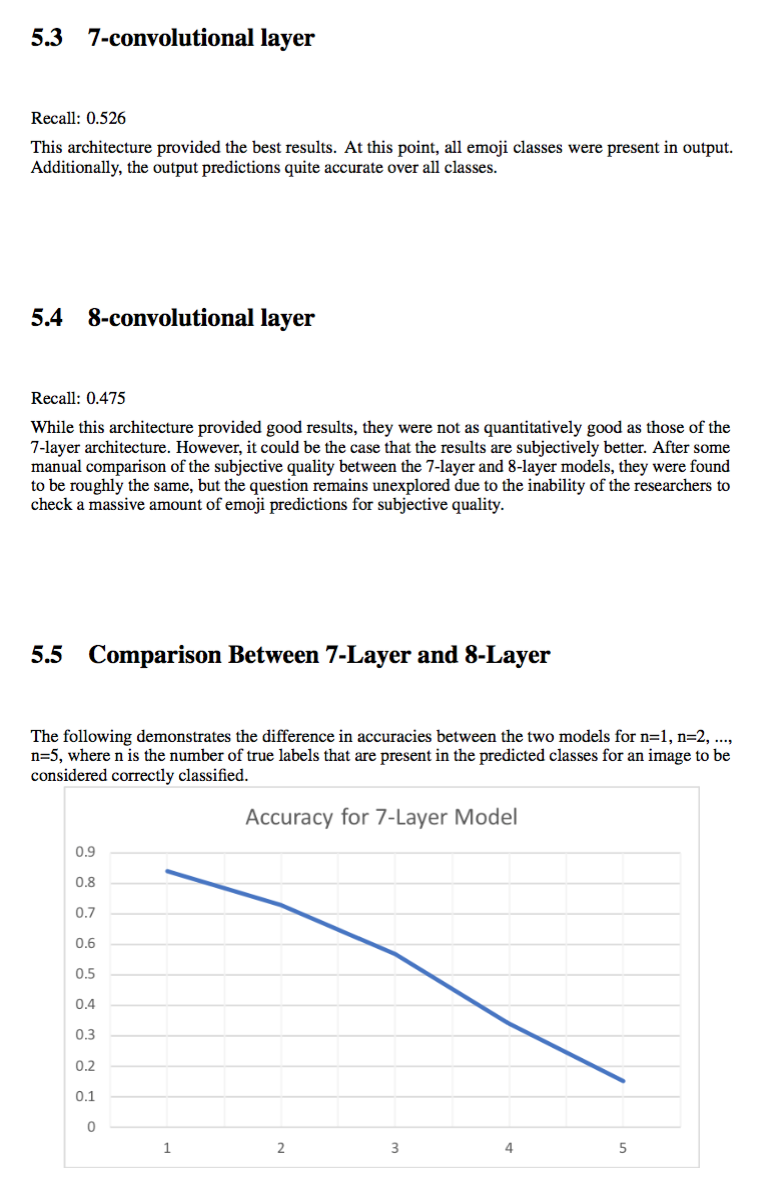 5.3 7-convolutional layer
Recall: 0.526
This architecture provided the best results. At this point, all emoji classes were present in output.
Additionally, the output predictions quite accurate over all classes.
5.4 8-convolutional layer
Recall: 0.475
While this architecture provided good results, they were not as quantitatively good as those of the
7-layer architecture. However, it could be the case that the results are subjectively better. After some
manual comparison of the subjective quality between the 7-layer and 8-layer models, they were found
to be roughly the same, but the question remains unexplored due to the inability of the researchers to
check a massive amount of emoji predictions for subjective quality.
5.5 Comparison Between 7-Layer and 8-Layer
The following demonstrates the difference in accuracies between the two models for n=1, n=2, ...,
n=5, where n is the number of true labels that are present in the predicted classes for an image to be
considered correctly classified.
Accuracy for 7-Layer Model
0.9
0.8
0.7
0.6
0.5
0.4
0.3
0.2
0.1
0
1 2 3 4 5